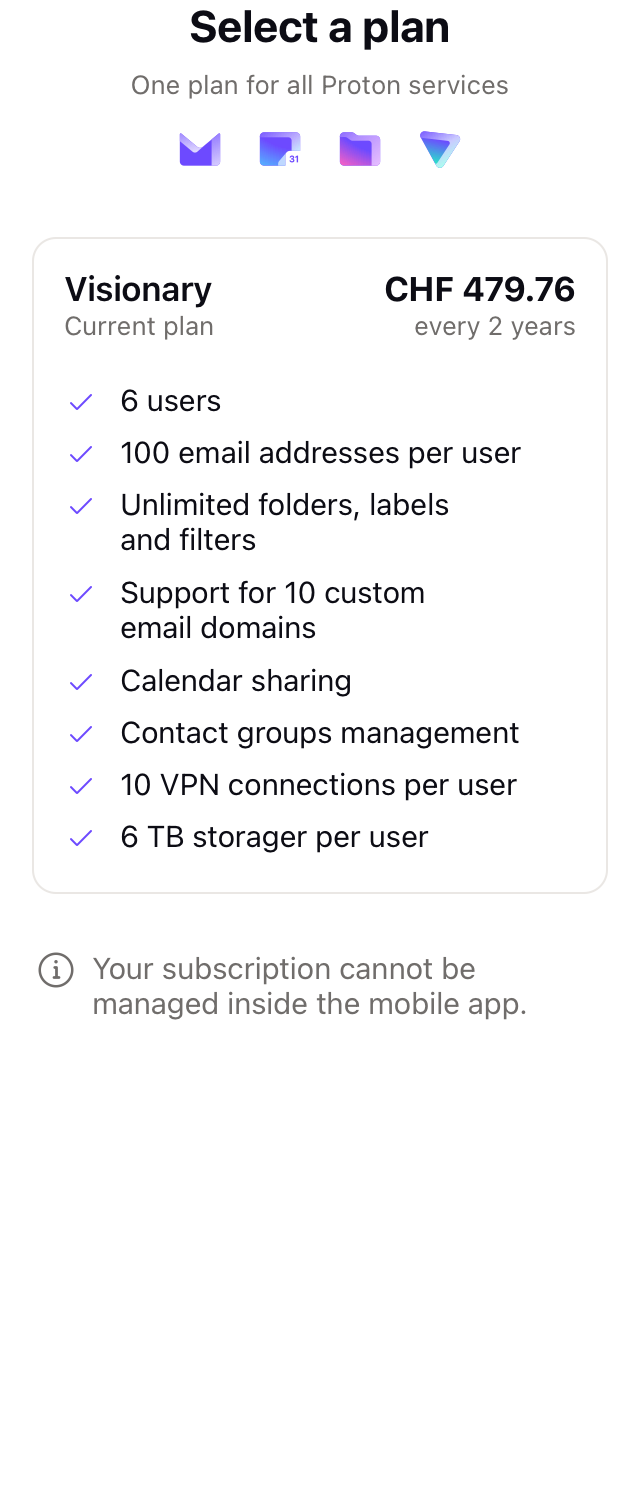 Select a plan
One plan for all Proton services
31
Visionary
CHF 479.76
Current plan
every 2 years
6 users
100 email addresses per user
Unlimited folders, labels
and filters
Support for 10 custom
email domains
Calendar sharing
Contact groups management
10 VPN connections per user
6 TB storager per user
Your subscription cannot be
managed inside the mobile app.